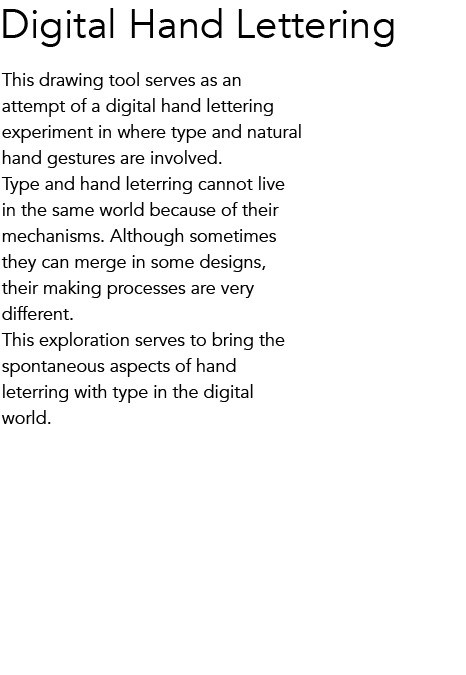 Digital Hand Lettering
This drawing tool serves as an
attempt of a digital hand lettering
experiment in where type and natural
hand gestures are involved.
Type and hand leterring cannot live
in the same world because of their
mechanisms. Although sometimes
they can merge in some designs,
their making processes are very
different.
This exploration serves to bring the
spontaneous aspects of hand
leterring with type in the digital
world.